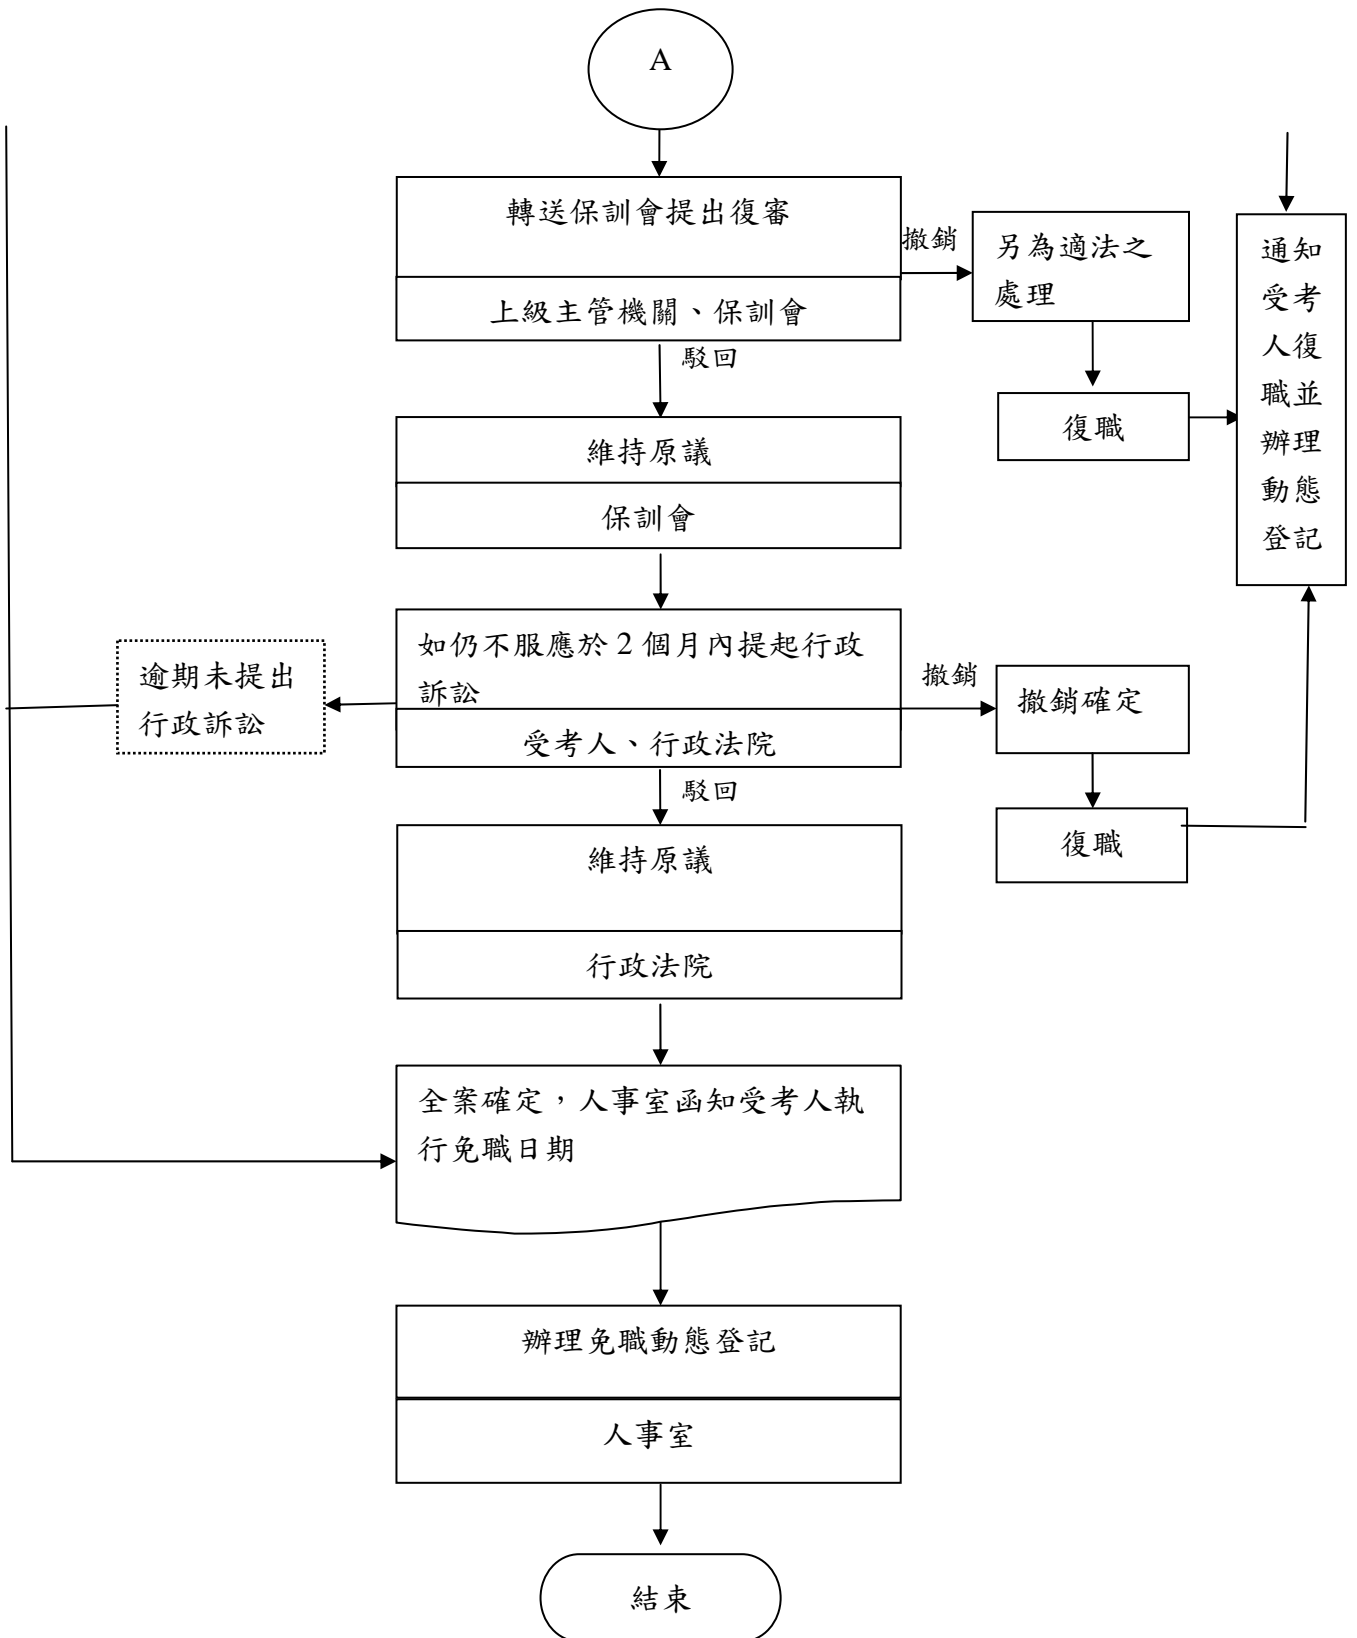 A
轉送保訓會提出復審
上級主管機關、保訓會
撤銷
另為適法之
處理
復職
通知
受考
人復
職並
辦理
動態
登記
駁回
維持原議
保訓會
如仍不服應於2個月內提起行政
訴訟
受考人、行政法院
逾期未提出
行政訴訟
撤銷
撤銷確定
復職
駁回
維持原議
行政法院
全案確定，人事室函知受考人執
行免職日期
辦理免職動態登記
人事室
結束